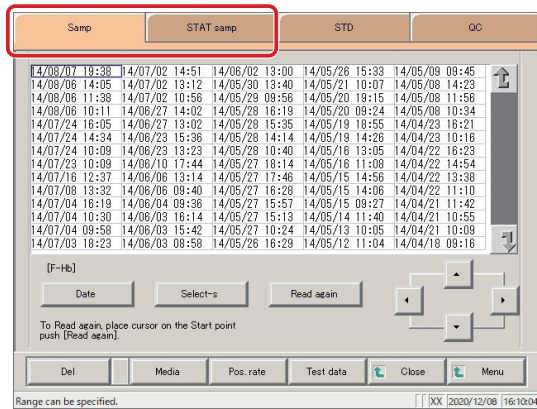 Samp STAT samp STD QC
14/08/07 19:38 14/07/02 14:51 14/06/02 13:00 14/05/26 15:33 14/05/09 09:45
14/08/06 14:05 14/07/02 13:12 14/05/30 13:40 14/05/21 10:07 14/05/08 14:23
14/08/06 11:38 14/07/02 10:56 14/05/29 09:56 14/05/20 19:15 14/05/08 11:56
14/08/06 10:11 14/06/27 14:02 14/05/28 16:19 14/05/20 09:24 14/05/08 10:34
14/07/24 16:05 14/06/27 13:02 14/05/28 15:35 14/05/19 18:55 14/04/23 16:21
14/07/24 14:34 14/06/23 15:36 14/05/28 14:14 14/05/19 14:26 14/04/23 10:16
14/07/24 10:09 14/06/23 13:23 14/05/28 10:40 14/05/16 13:05 14/04/22 16:23
14/07/23 10:09 14/06/10 17:44 14/05/27 18:14 14/05/16 11:08 14/04/22 14:54
14/07/16 12:37 14/06/06 13:14 14/05/27 17:46 14/05/15 14:56 14/04/22 13:38
14/07/08 13:32 14/06/06 09:40 14/05/27 16:28 14/05/15 14:06 14/04/22 11:10
14/07/04 16:19 14/06/04 09:36 14/05/27 15:57 14/05/15 09:27 14/04/21 11:42
14/07/04 10:30 14/06/03 16:14 14/05/27 15:13 14/05/14 11:40 14/04/21 10:55
14/07/04 09:58 14/06/03 15:42 14/05/27 10:24 14/05/13 10:05 14/04/21 10:09
14/07/03 18:23 14/06/03 08:58 14/05/26 16:29 14/05/12 11:04 14/04/18 09:16
[F-Hb]
Date Select-s Read again
To Read again, place cursor on the Start point
push [Read again].
Del Media Pos. rate Test data Close Menu
Range can be specified. XX 2020/12/08 16:10:04